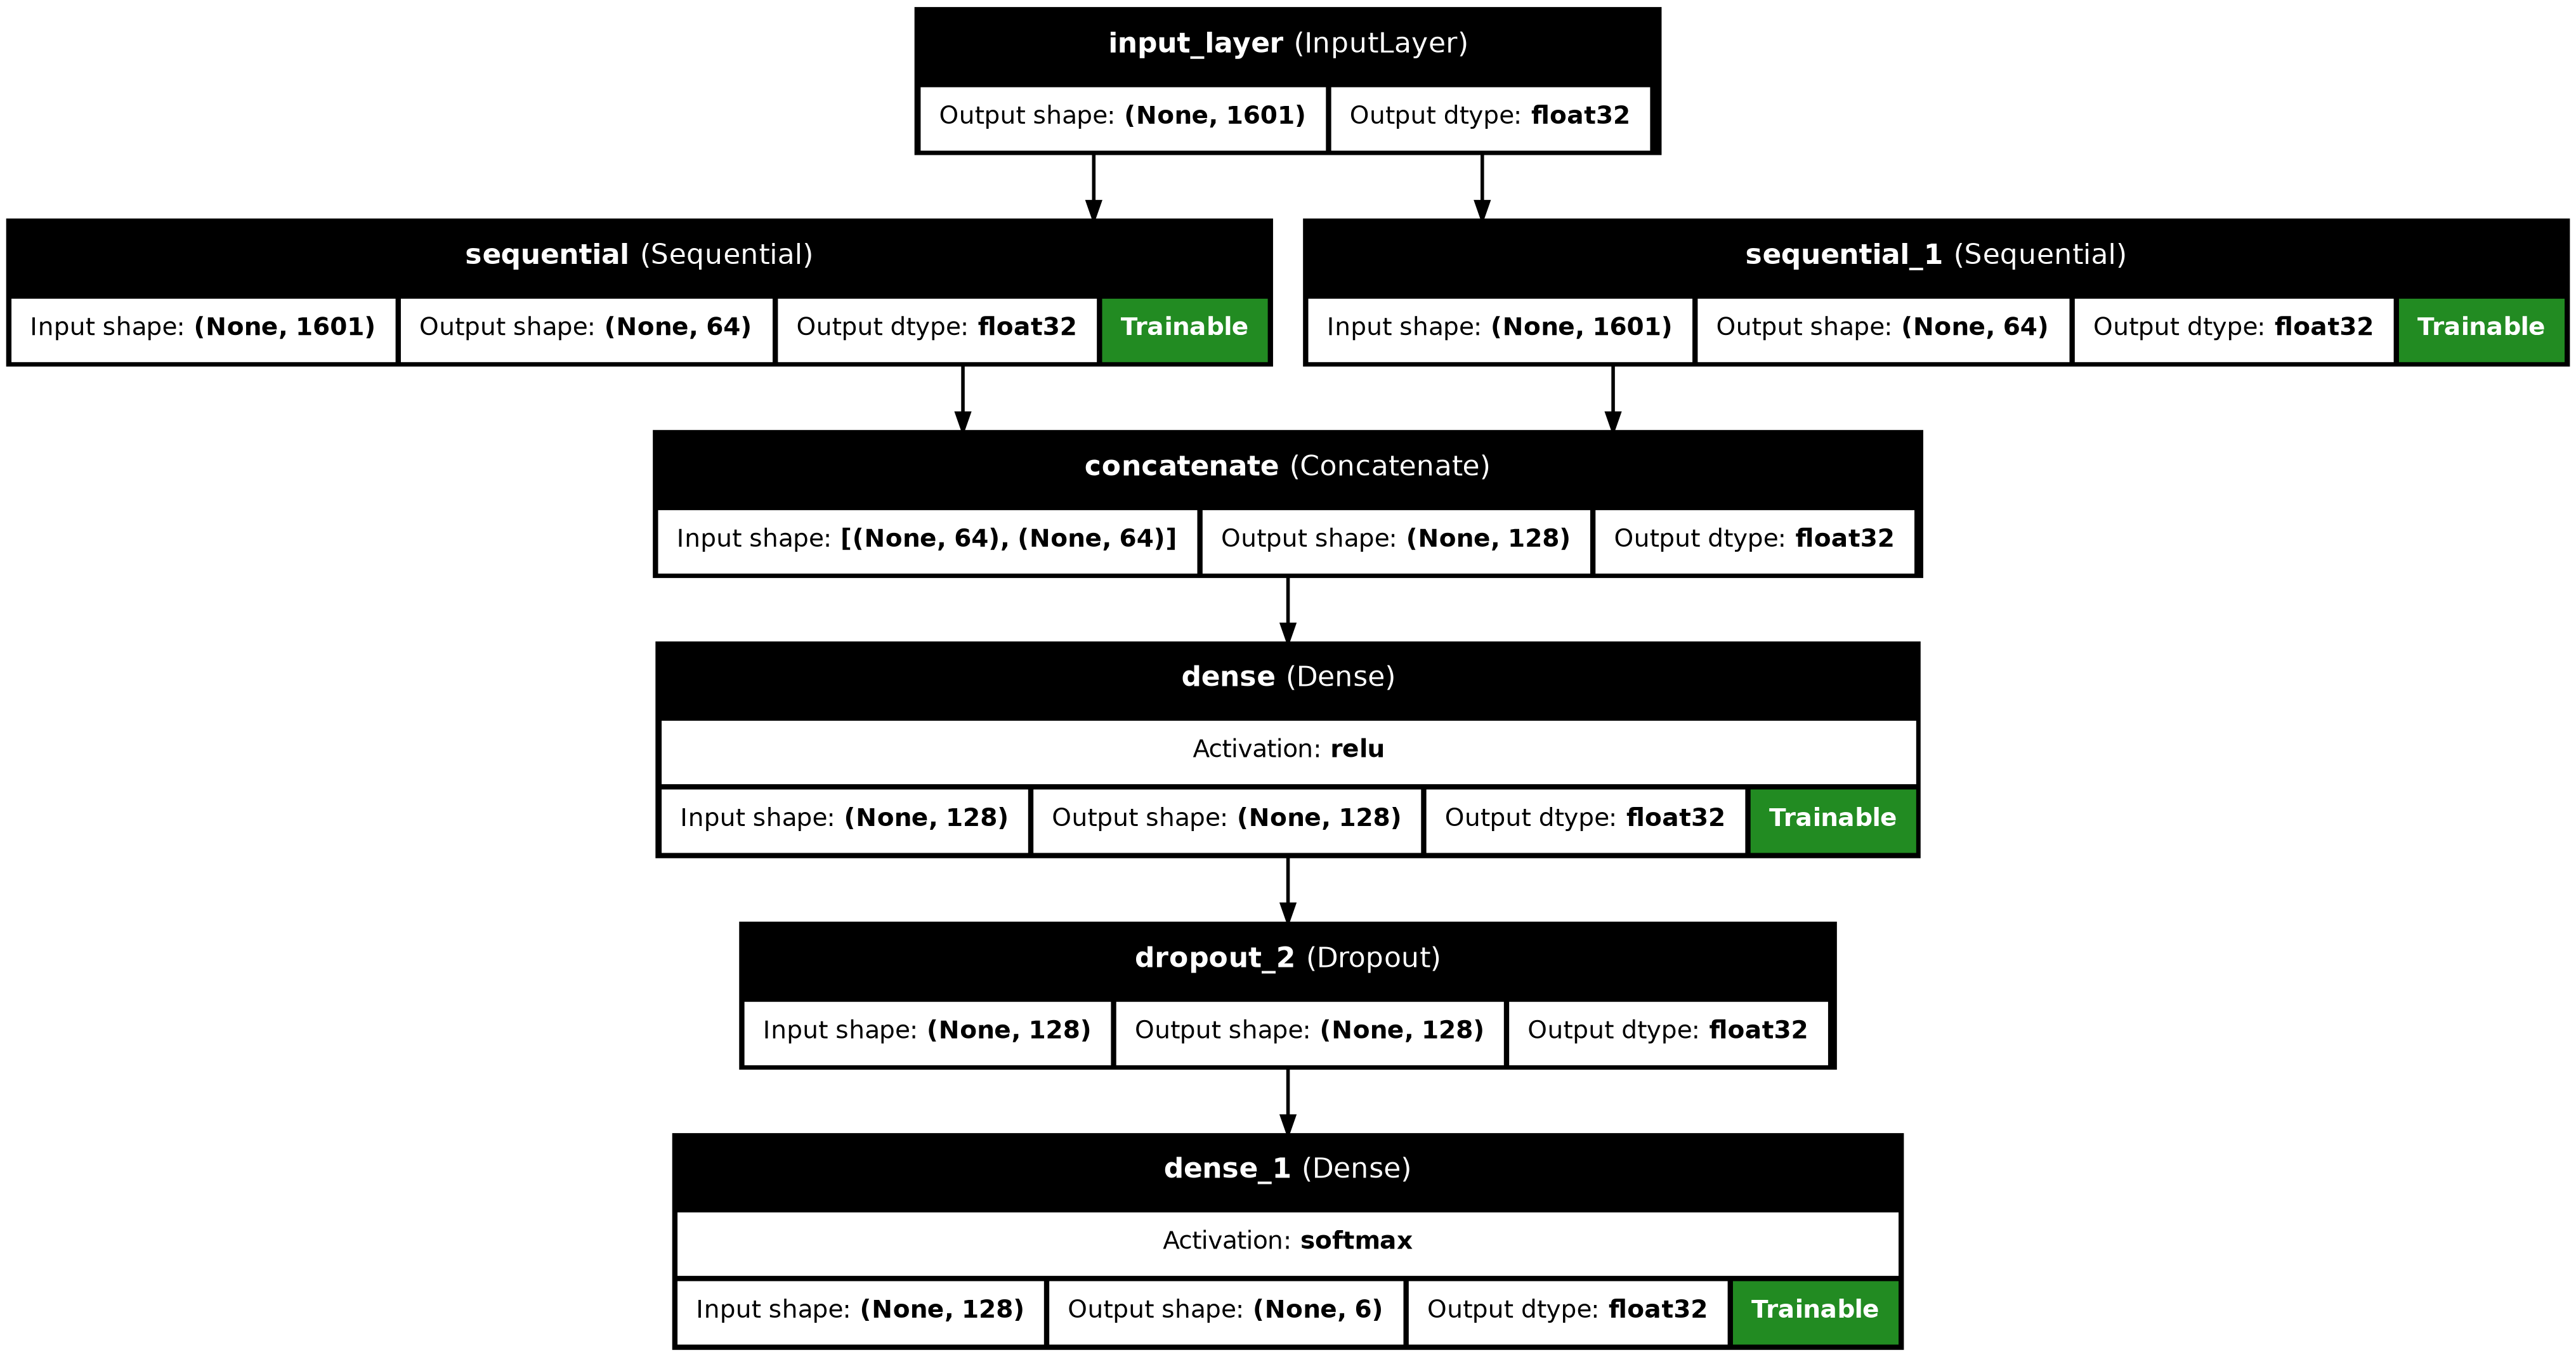 input_layer (InputLayer)
Output shape: (None, 1601) Output dtype: float32
sequential (Sequential)
Input shape: (None, 1601) Output shape: (None, 64) Output dtype: float32 Trainable
sequential_1 (Sequential)
Input shape: (None, 1601) Output shape: (None, 64) Output dtype: float32 Trainable
concatenate (Concatenate)
Input shape: [(None, 64), (None, 64)] Output shape: (None, 128) Output dtype: float32
dense (Dense)
Activation: relu
Input shape: (None, 128) Output shape: (None, 128) Output dtype: float32 Trainable
dropout_2 (Dropout)
Input shape: (None, 128) Output shape: (None, 128) Output dtype: float32
dense_1 (Dense)
Activation: softmax
Input shape: (None, 128) Output shape: (None, 6) Output dtype: float32 Trainable